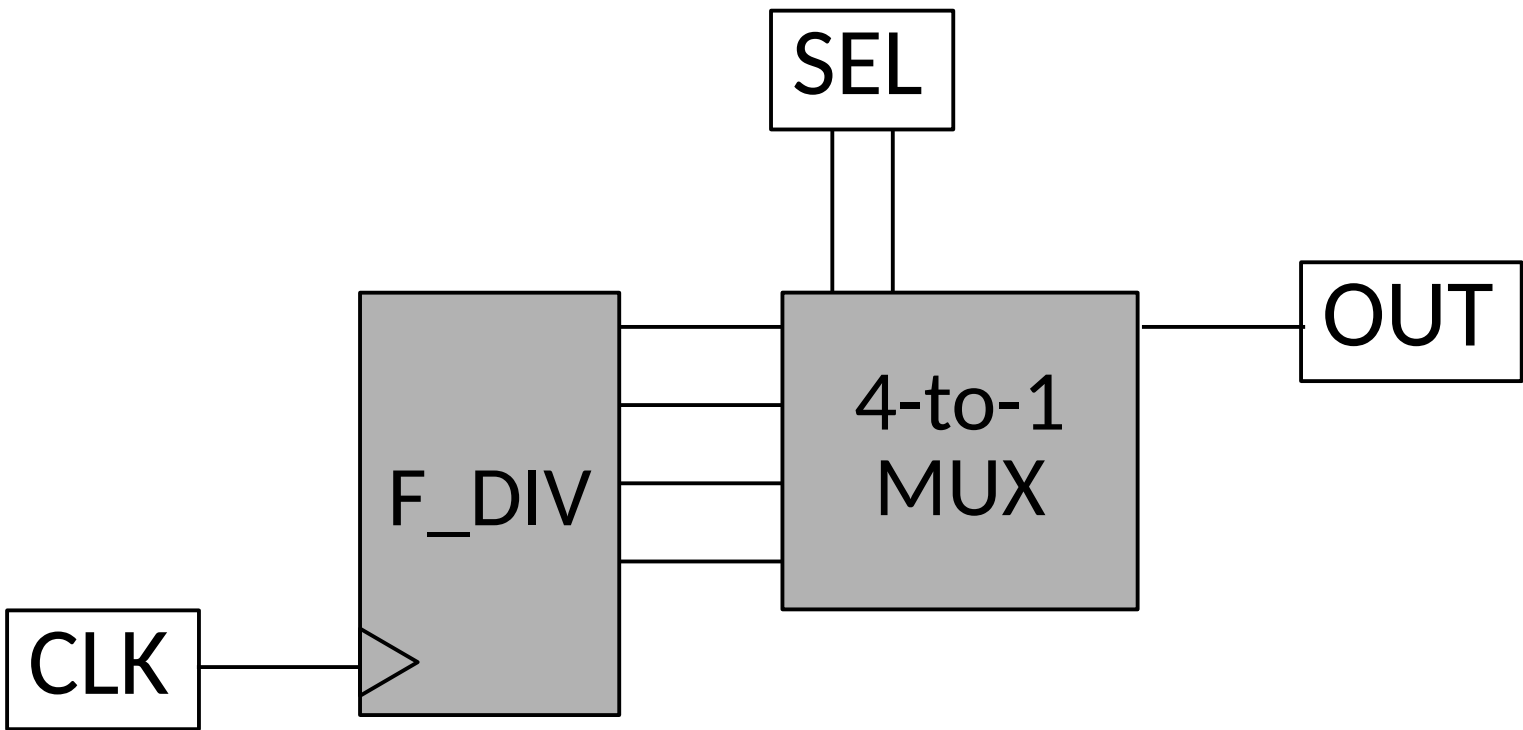 SEL
OUT
4-to-1
MUX
F_DIV
CLK